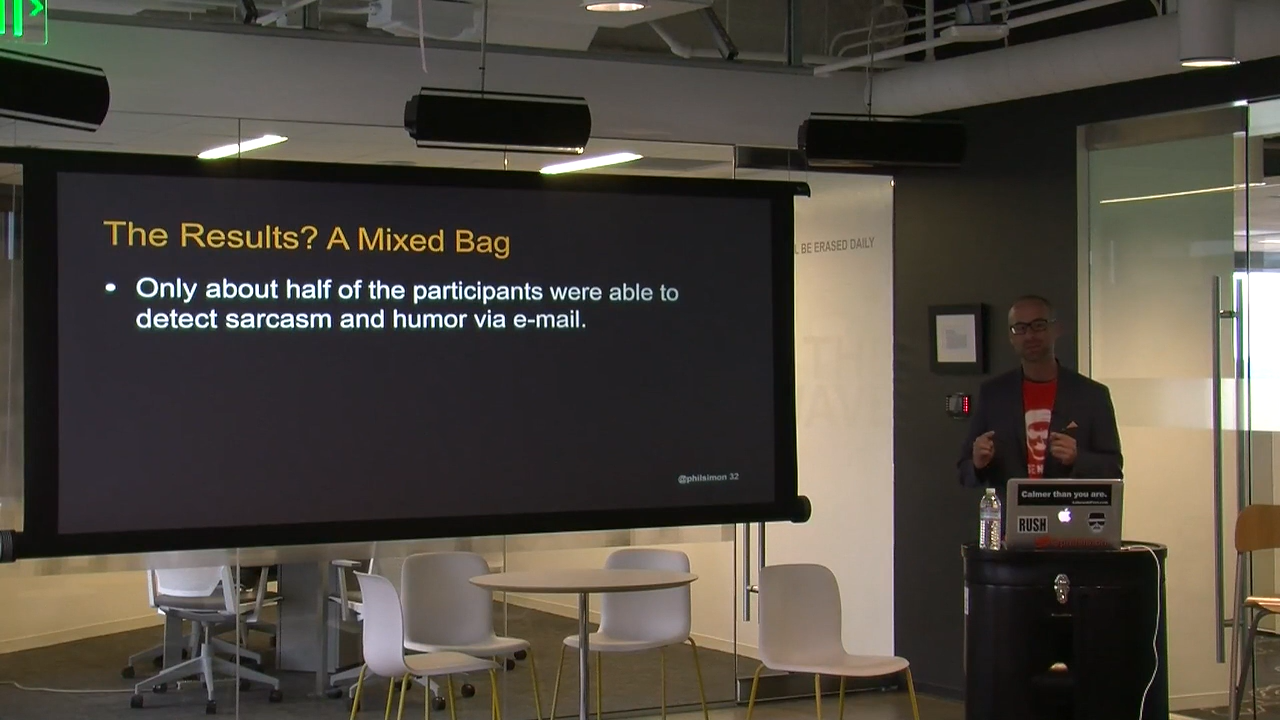 The Results? A Mixed Bag
• Only about half of the participants were able to
detect sarcasm and humor via e-mail.
@philsimon 32
BE ERASED DAILY
Calmer than you are.
RUSH